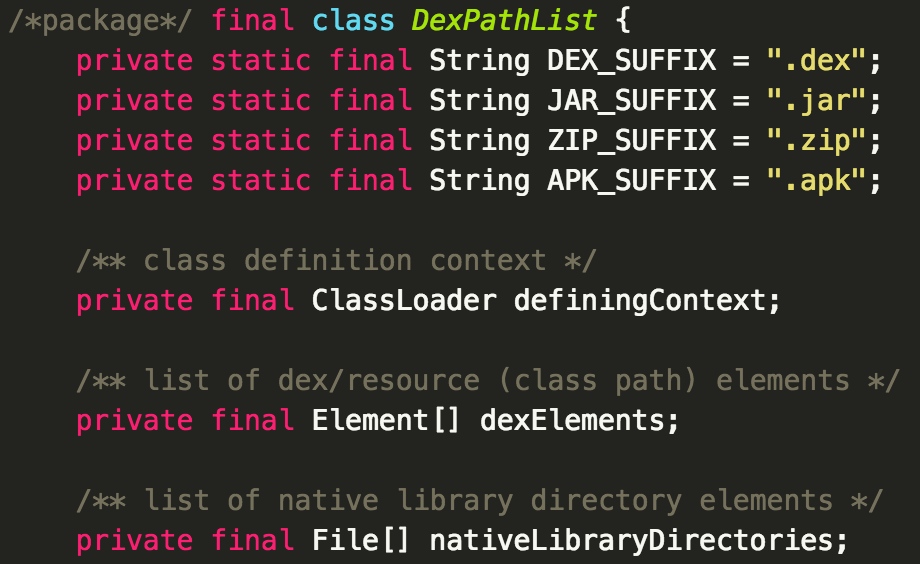 /*package*/ final class DexPathList {
    private static final String DEX_SUFFIX = ".dex";
    private static final String JAR_SUFFIX = ".jar";
    private static final String ZIP_SUFFIX = ".zip";
    private static final String APK_SUFFIX = ".apk";
    /** class definition context */
    private final ClassLoader definingContext;
    /** list of dex/resource (class path) elements */
    private final Element[] dexElements;
    /** list of native library directory elements */
    private final File[] nativeLibraryDirectories;